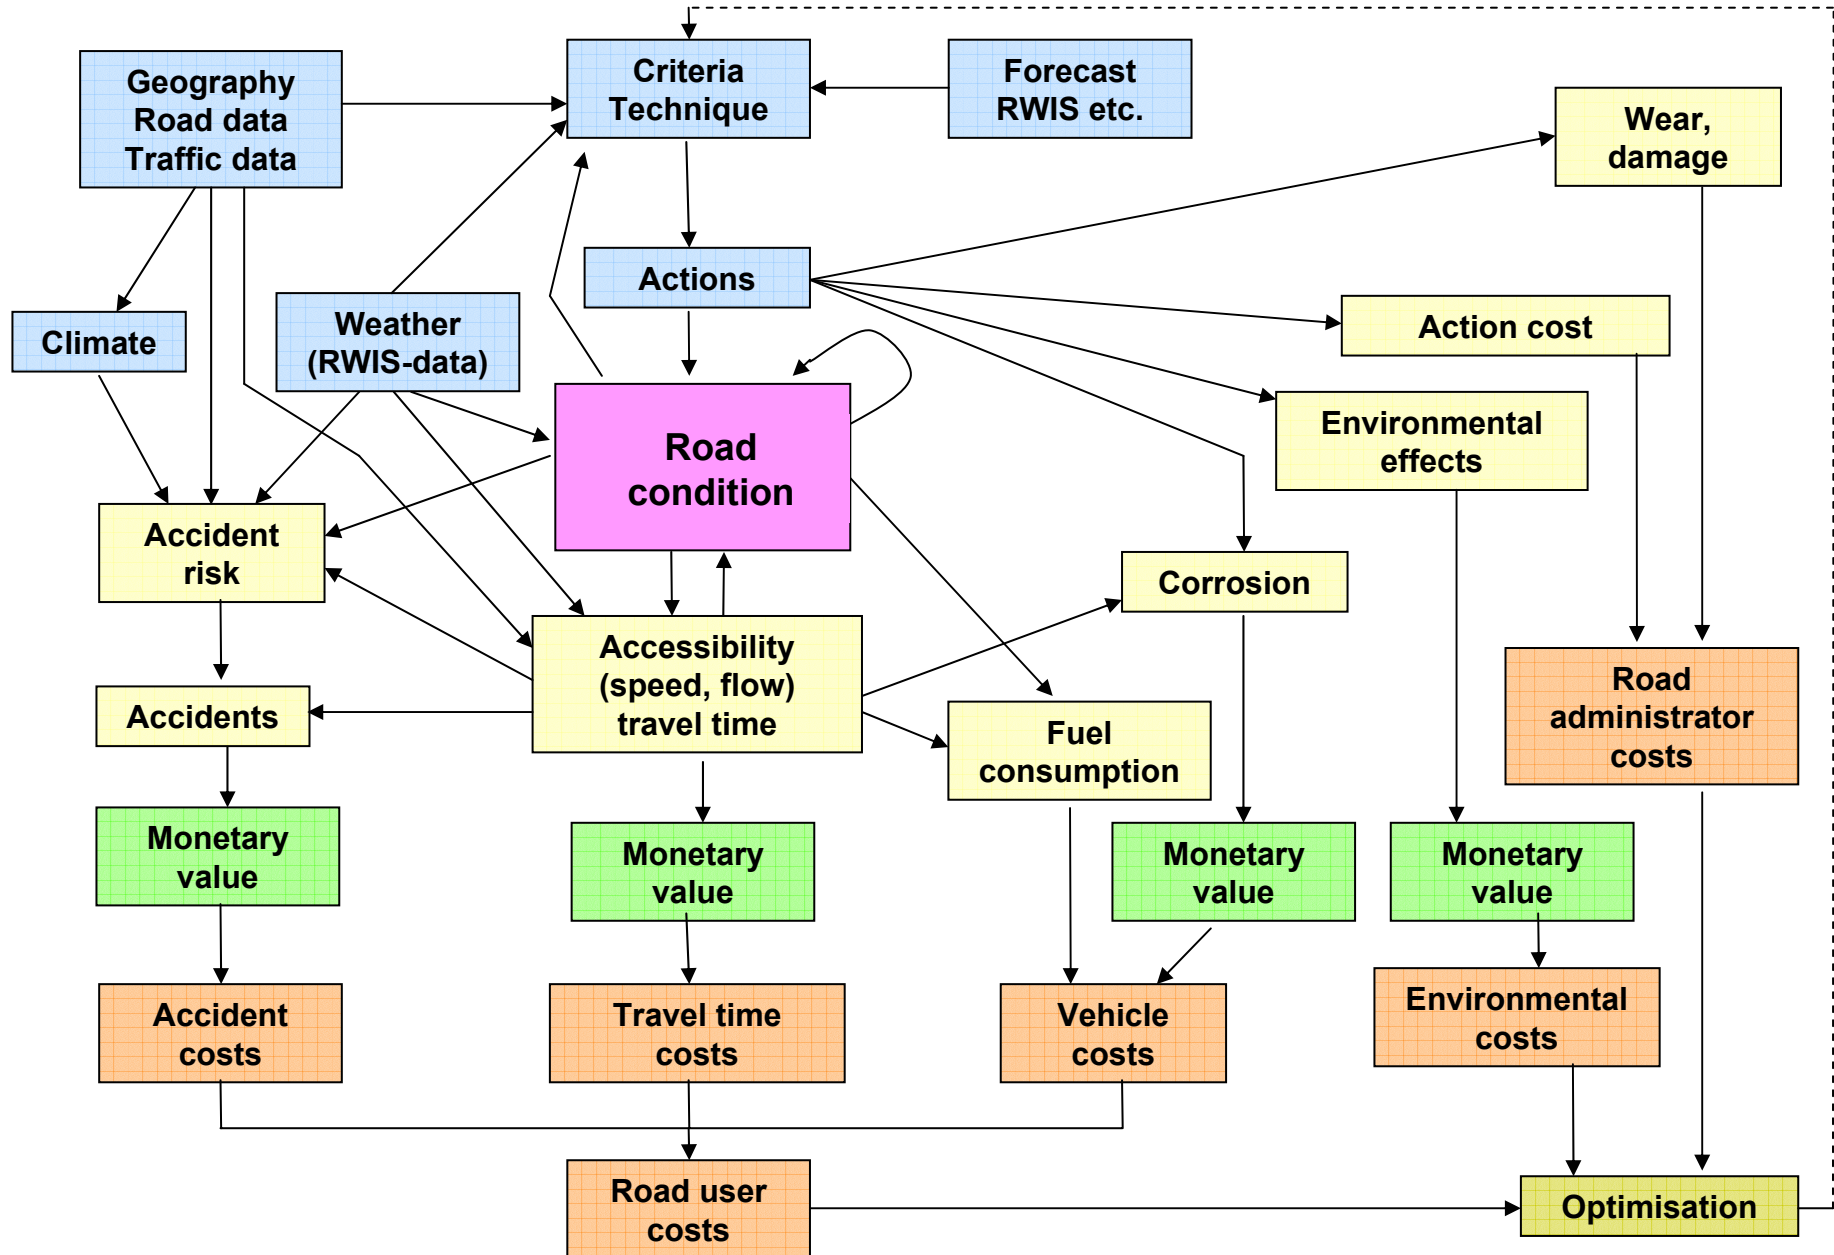 Geography
Road data
Traffic data
Criteria
Technique
Forecast
RWIS etc.
Wear,
damage
Actions
Climate
Weather
(RWIS-data)
Action cost
Road
condition
Environmental
effects
Accident
risk
Corrosion
Accessibility
(speed, flow)
travel time
Road
administrator
costs
Accidents
Fuel
consumption
Monetary
value
Monetary
value
Monetary
value
Monetary
value
Accident
costs
Travel time
costs
Vehicle
costs
Environmental
costs
Road user
costs
Optimisation